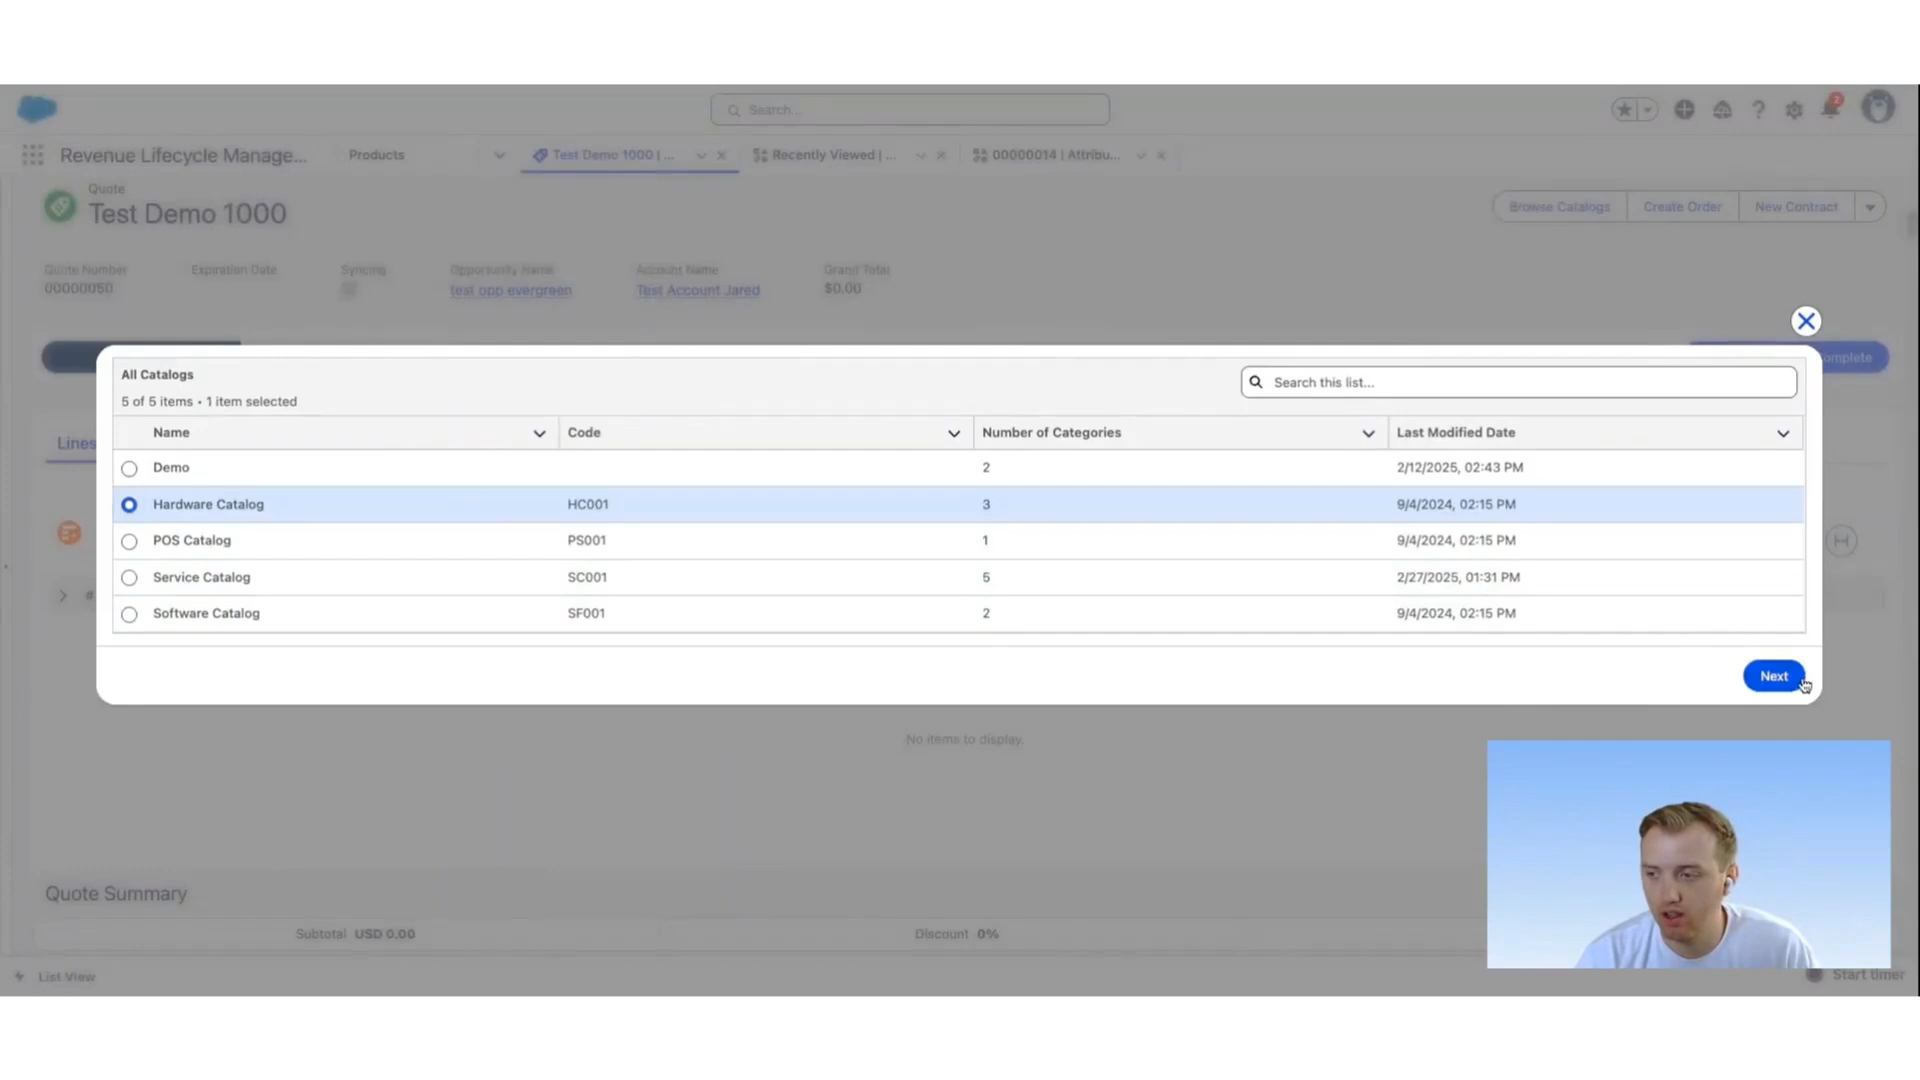 Search...
2
Revenue Lifecycle Manage...
Products
Test Demo 1000 | ...
Recently Viewed | ...
00000014 | Attribu...
Quote
Test Demo 1000
Browse Catalogs
Create Order
New Contract
Quote Number
Expiration Date
Syncing
Opportunity Name
Account Name
Grand Total
00000050
test opp evergreen
Test Account Jared
$0.00
All Catalogs
Search this list...
5 of 5 items • 1 item selected
Name
Code
Number of Categories
Last Modified Date
Lines
Demo
2
2/12/2025, 02:43 PM
Hardware Catalog
HC001
3
9/4/2024, 02:15 PM
POS Catalog
PS001
1
9/4/2024, 02:15 PM
Service Catalog
SC001
5
2/27/2025, 01:31 PM
#
Software Catalog
SF001
2
9/4/2024, 02:15 PM
Next
No items to display.
Quote Summary
Subtotal USD 0.00
Discount 0%
List View
Start timer